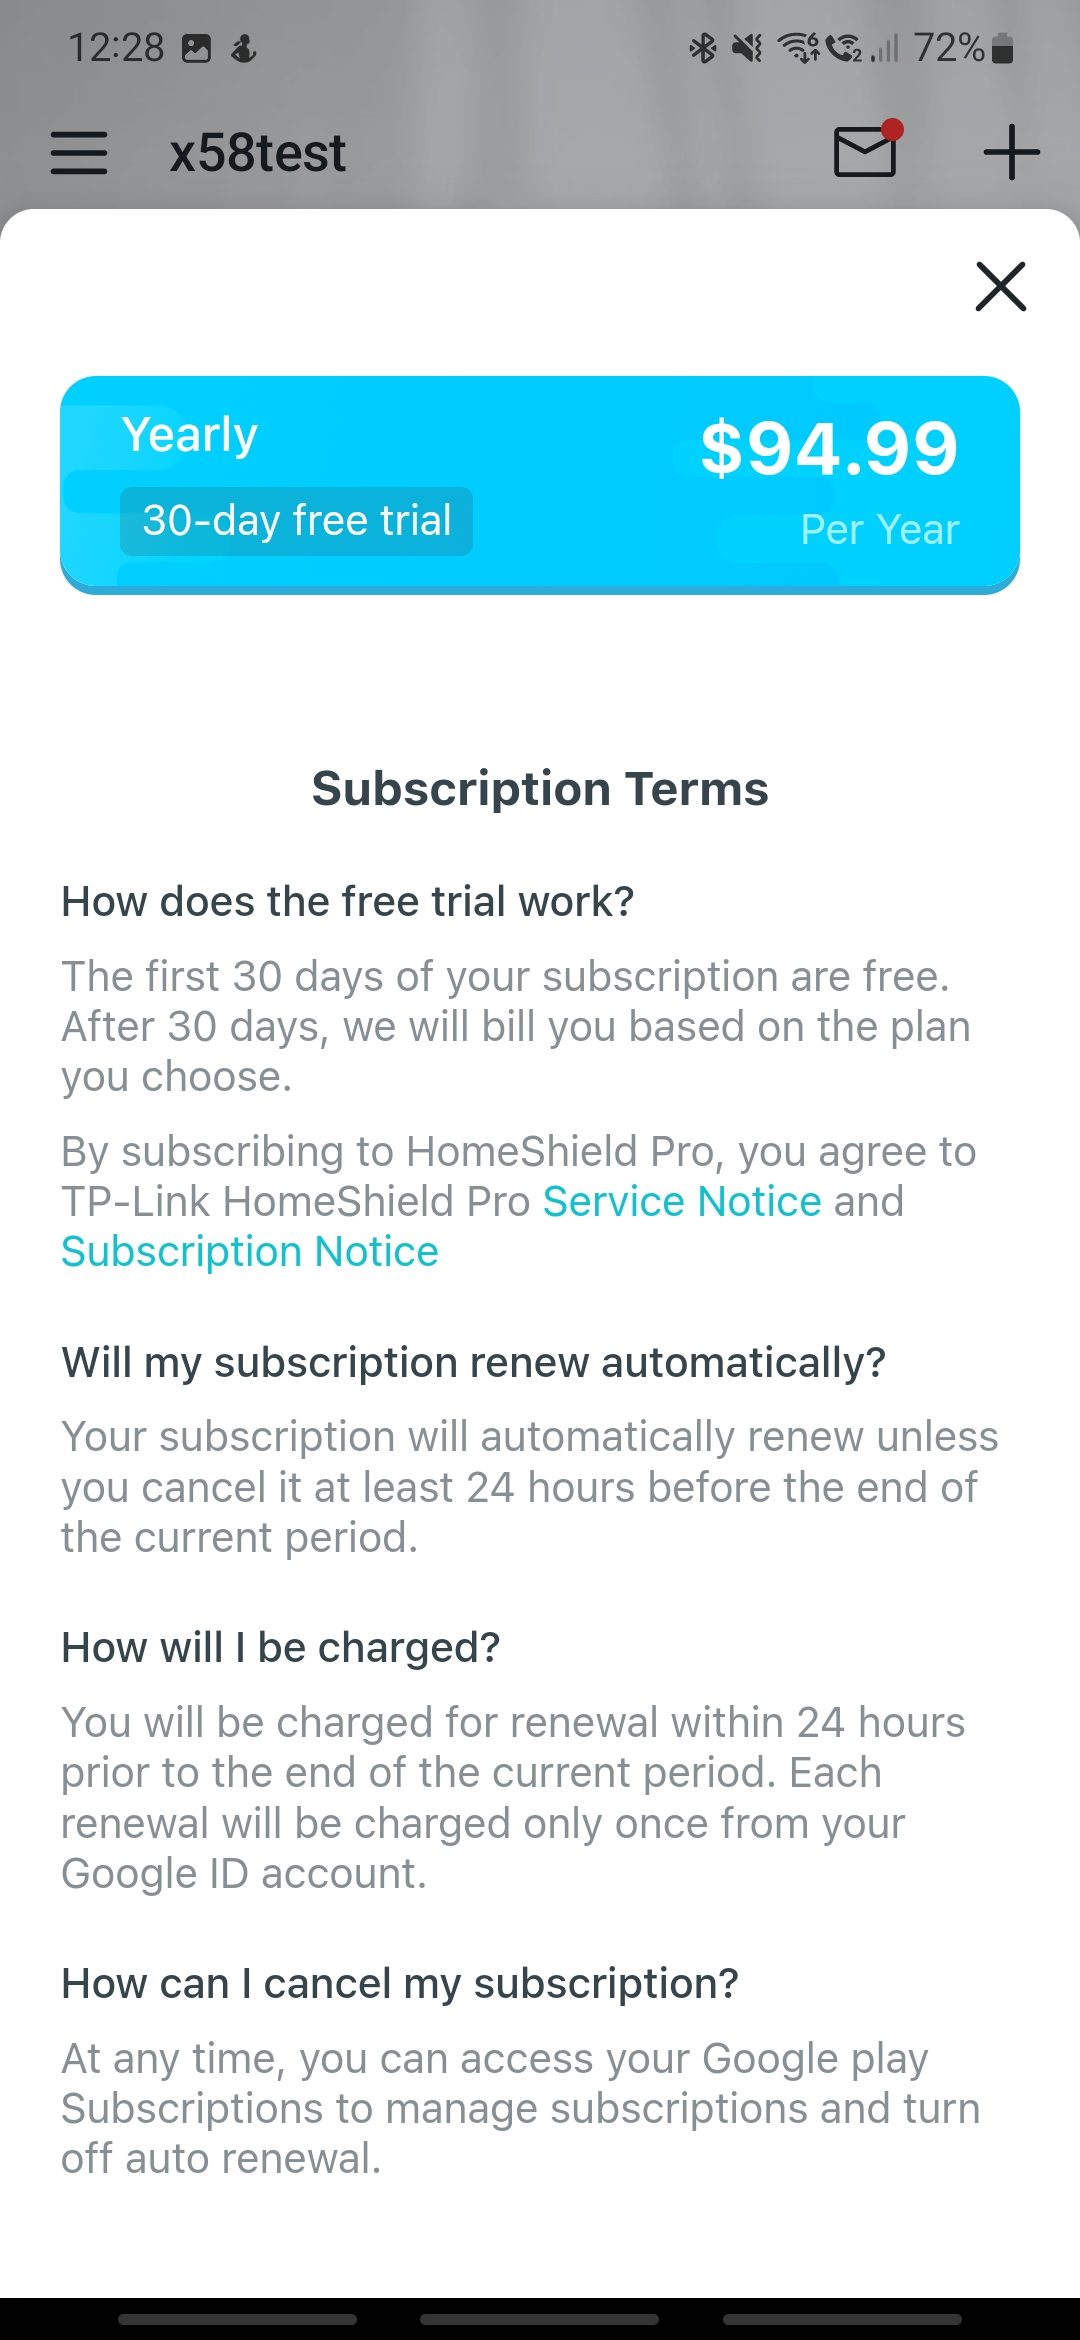 12:28
6
2
72%
x58test
Yearly
$94.99
30-day free trial
Per Year
Subscription Terms
How does the free trial work?
The first 30 days of your subscription are free.
After 30 days, we will bill you based on the plan
you choose.
By subscribing to HomeShield Pro, you agree to
TP-Link HomeShield Pro Service Notice and
Subscription Notice
Will my subscription renew automatically?
Your subscription will automatically renew unless
you cancel it at least 24 hours before the end of
the current period.
How will I be charged?
You will be charged for renewal within 24 hours
prior to the end of the current period. Each
renewal will be charged only once from your
Google ID account.
How can I cancel my subscription?
At any time, you can access your Google play
Subscriptions to manage subscriptions and turn
off auto renewal.